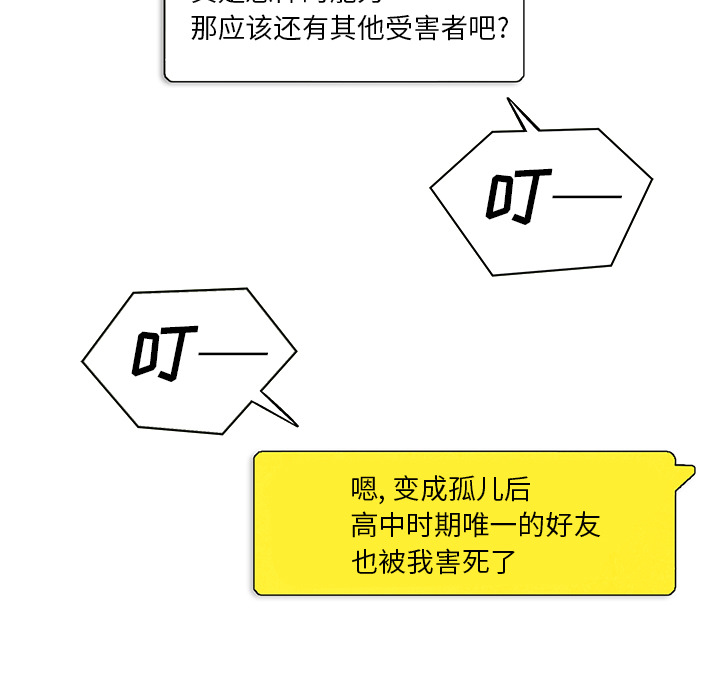 那应该还有其他受害者吧?
叮—
叮—
嗯, 变成孤儿后
高中时期唯一的好友
也被我害死了